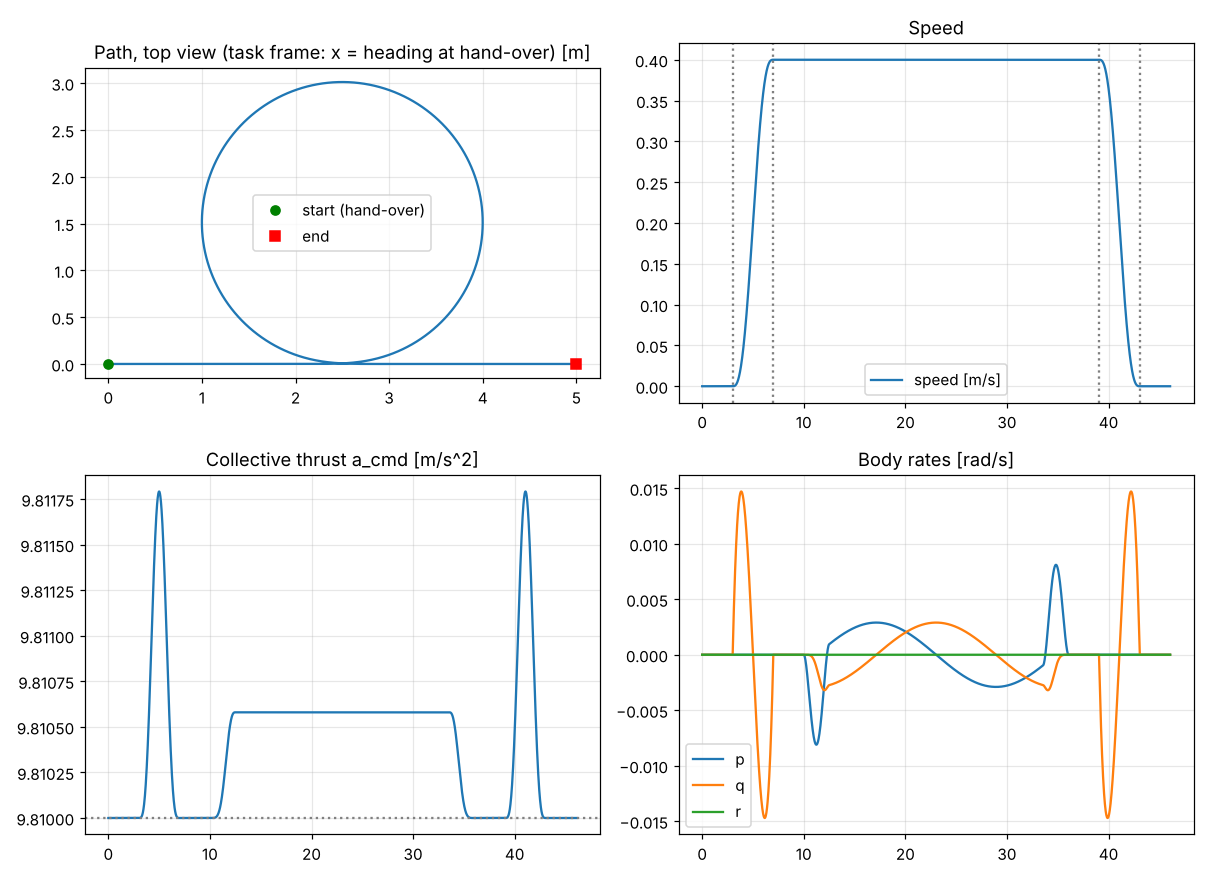 Path, top view (task frame: x = heading at hand-over) [m]
3.0
2.5
2.0
1.5
1.0
0.5
0.0
start (hand-over)
end
0 1 2 3 4 5
Speed
0.40
0.35
0.30
0.25
0.20
0.15
0.10
0.05
0.00
speed [m/s]
0 10 20 30 40
Collective thrust a_cmd [m/s^2]
9.81175
9.81150
9.81125
9.81100
9.81075
9.81050
9.81025
9.81000
0 10 20 30 40
Body rates [rad/s]
0.015
0.010
0.005
0.000
−0.005
−0.010
−0.015
p
q
r
0 10 20 30 40